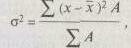 σ² = Σ (x − x̄)² A / Σ A ,